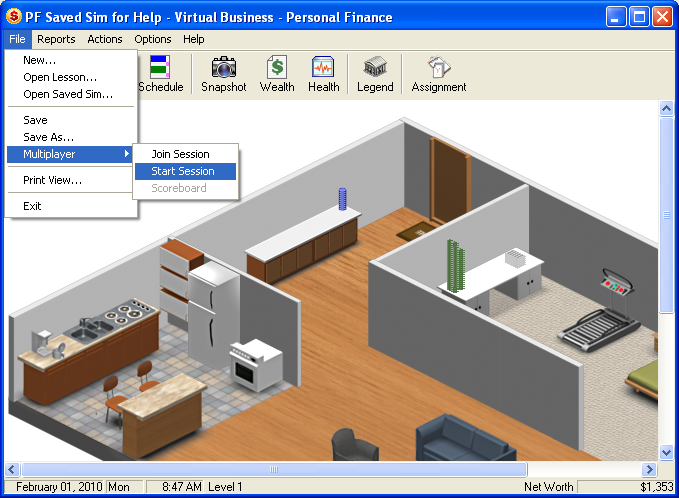 PF Saved Sim for Help - Virtual Business - Personal Finance
File Reports Actions Options Help
New...
Open Lesson...
Open Saved Sim...
Save
Save As...
Multiplayer
Print View...
Exit
Join Session
Start Session
Scoreboard
Schedule Snapshot Wealth Health Legend Assignment
February 01, 2010 Mon 8:47 AM Level 1 Net Worth $1,353